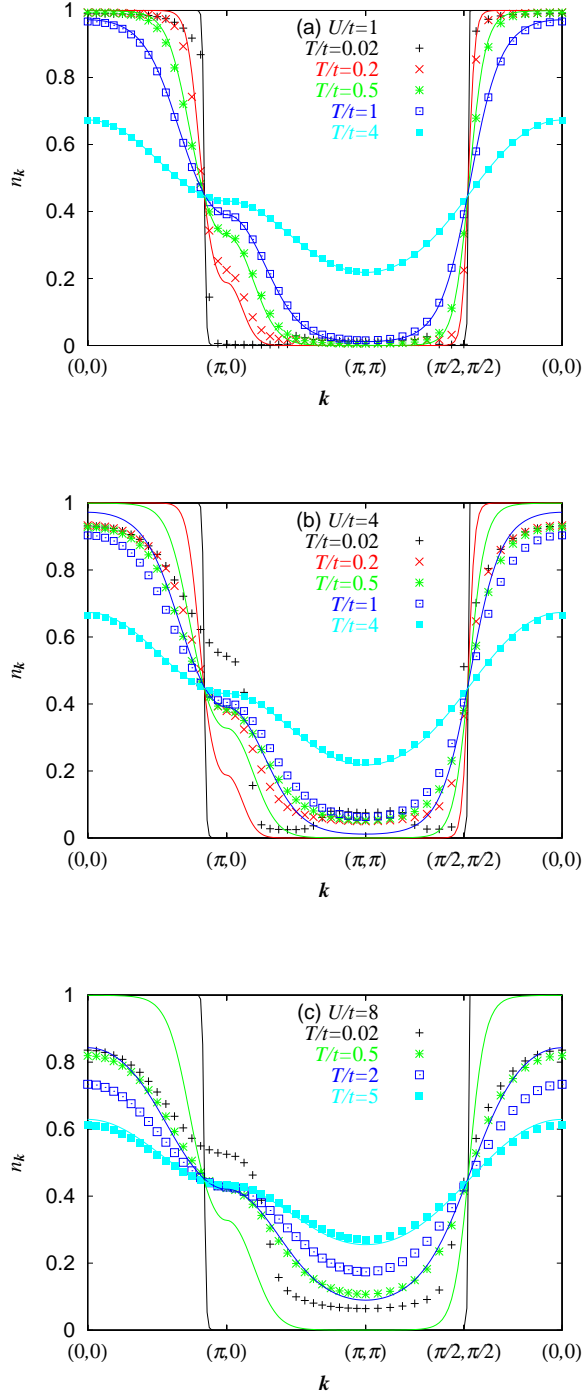 1
0.8
0.6
0.4
0.2
0
n_k
(a) U/t=1
T/t=0.02
T/t=0.2
T/t=0.5
T/t=1
T/t=4
(0,0) (π,0) (π,π) (π/2,π/2) (0,0)
k
1
0.8
0.6
0.4
0.2
0
n_k
(b) U/t=4
T/t=0.02
T/t=0.2
T/t=0.5
T/t=1
T/t=4
(0,0) (π,0) (π,π) (π/2,π/2) (0,0)
k
1
0.8
0.6
0.4
0.2
0
n_k
(c) U/t=8
T/t=0.02
T/t=0.5
T/t=2
T/t=5
(0,0) (π,0) (π,π) (π/2,π/2) (0,0)
k